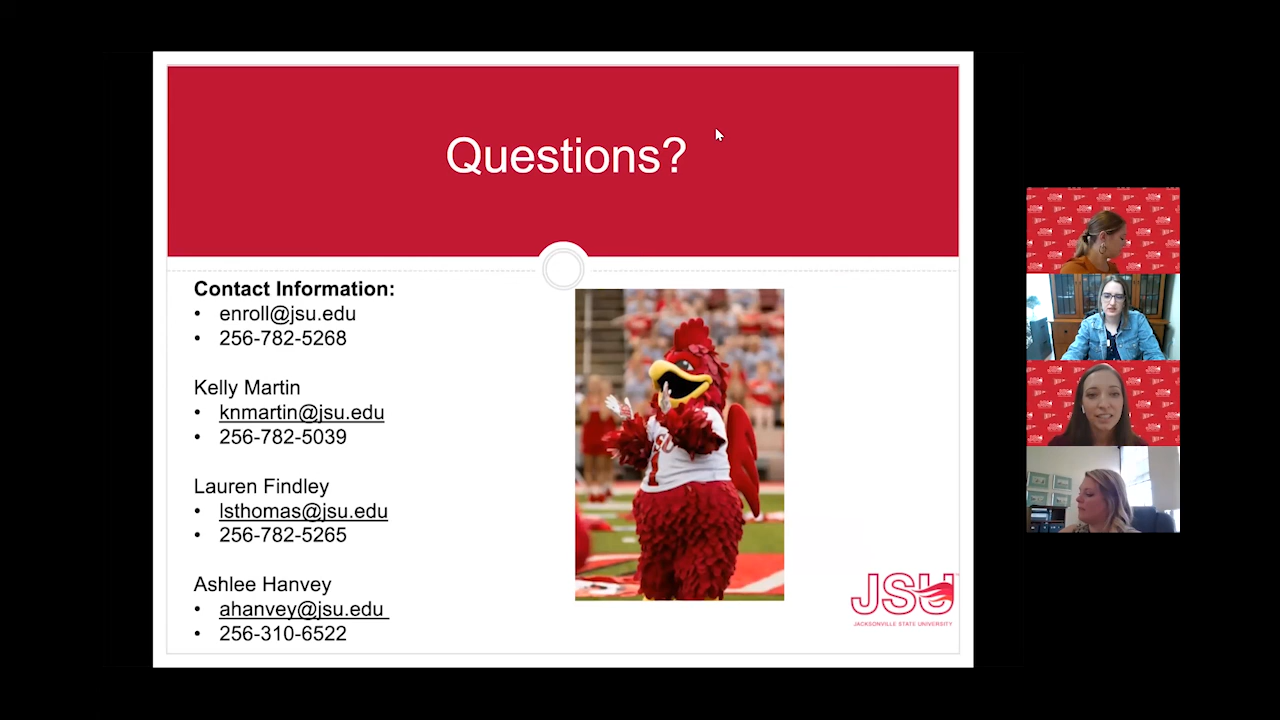 Questions?
Contact Information:
• enroll@jsu.edu
• 256-782-5268
Kelly Martin
• knmartin@jsu.edu
• 256-782-5039
Lauren Findley
• lsthomas@jsu.edu
• 256-782-5265
Ashlee Hanvey
• ahanvey@jsu.edu
• 256-310-6522
JSU
JACKSONVILLE STATE UNIVERSITY